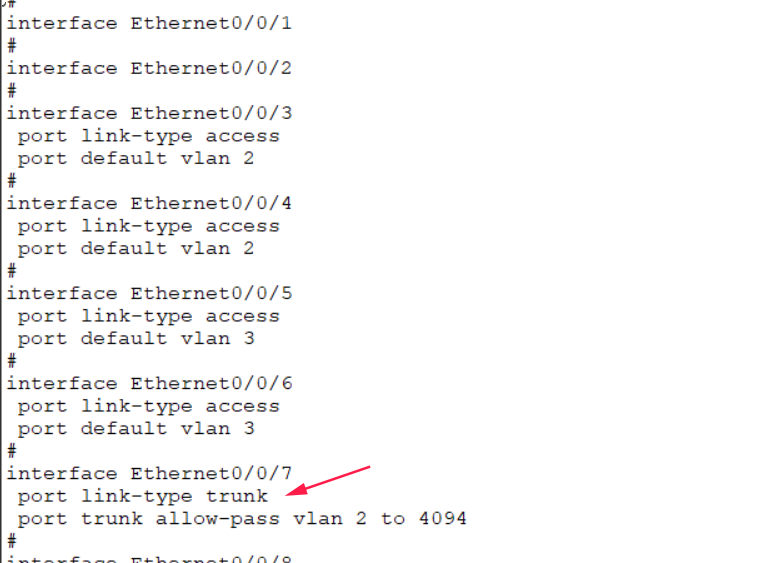 #
interface Ethernet0/0/1
#
interface Ethernet0/0/2
#
interface Ethernet0/0/3
 port link-type access
 port default vlan 2
#
interface Ethernet0/0/4
 port link-type access
 port default vlan 2
#
interface Ethernet0/0/5
 port link-type access
 port default vlan 3
#
interface Ethernet0/0/6
 port link-type access
 port default vlan 3
#
interface Ethernet0/0/7
 port link-type trunk
 port trunk allow-pass vlan 2 to 4094
#
interface Ethernet0/0/8